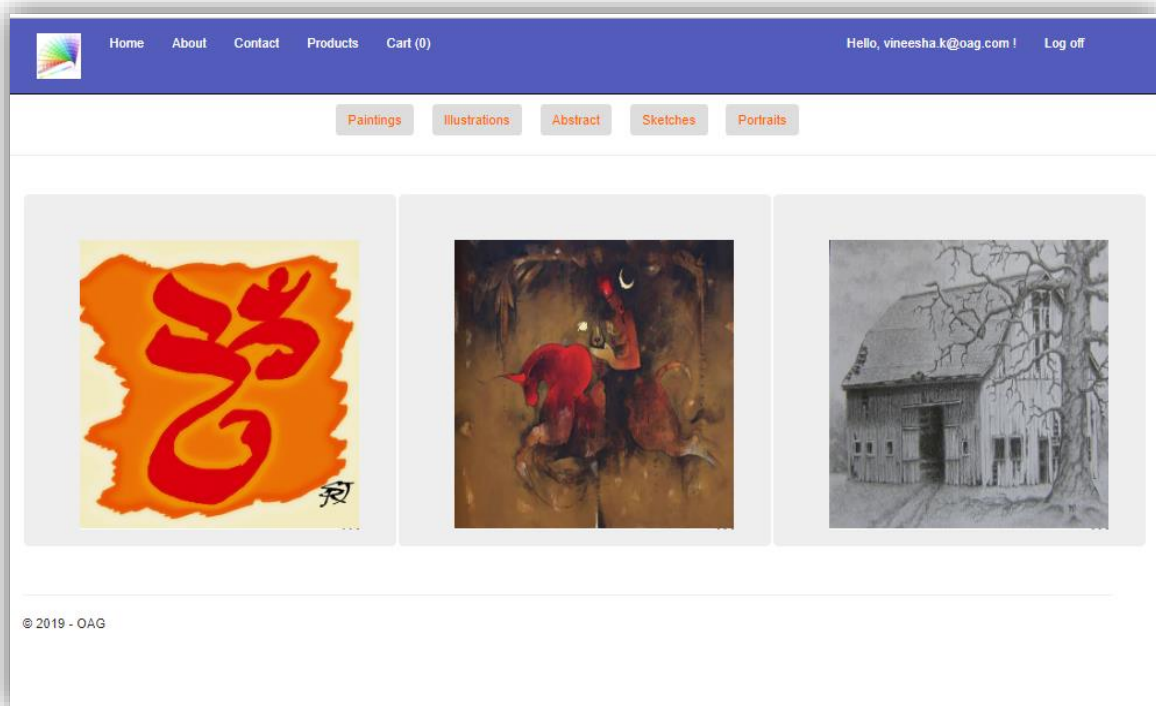 Home About Contact Products Cart (0) Hello, vineesha.k@oag.com ! Log off
Paintings Illustrations Abstract Sketches Portraits
© 2019 - OAG